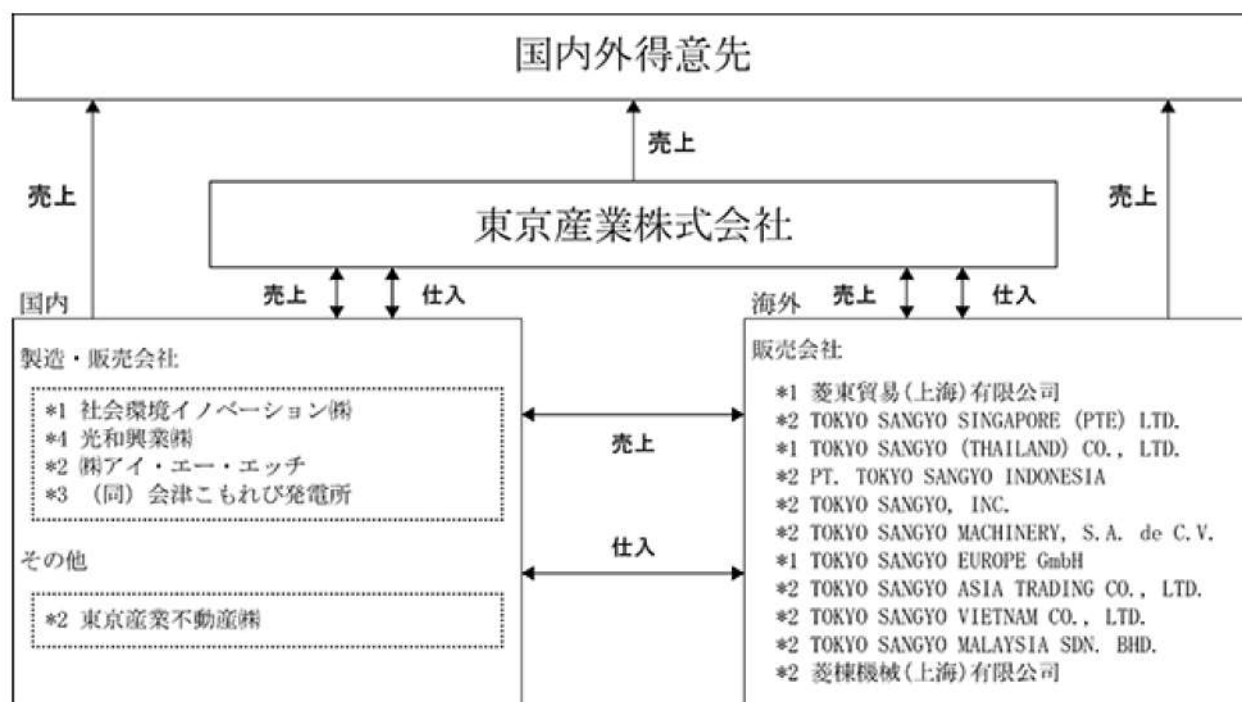 国内外得意先
売上
売上
売上
東京産業株式会社
売上
仕入
売上
仕入
国内
海外
製造・販売会社
*1 社会環境イノベーション㈱
*4 光和興業㈱
*2 ㈱アイ・エー・エッチ
*3 (同)会津こもれび発電所
その他
*2 東京産業不動産㈱
売上
仕入
販売会社
*1 菱東貿易(上海)有限公司
*2 TOKYO SANGYO SINGAPORE (PTE) LTD.
*1 TOKYO SANGYO (THAILAND) CO., LTD.
*2 PT. TOKYO SANGYO INDONESIA
*2 TOKYO SANGYO, INC.
*2 TOKYO SANGYO MACHINERY, S.A. de C.V.
*1 TOKYO SANGYO EUROPE GmbH
*2 TOKYO SANGYO ASIA TRADING CO., LTD.
*2 TOKYO SANGYO VIETNAM CO., LTD.
*2 TOKYO SANGYO MALAYSIA SDN. BHD.
*2 菱棟機械(上海)有限公司